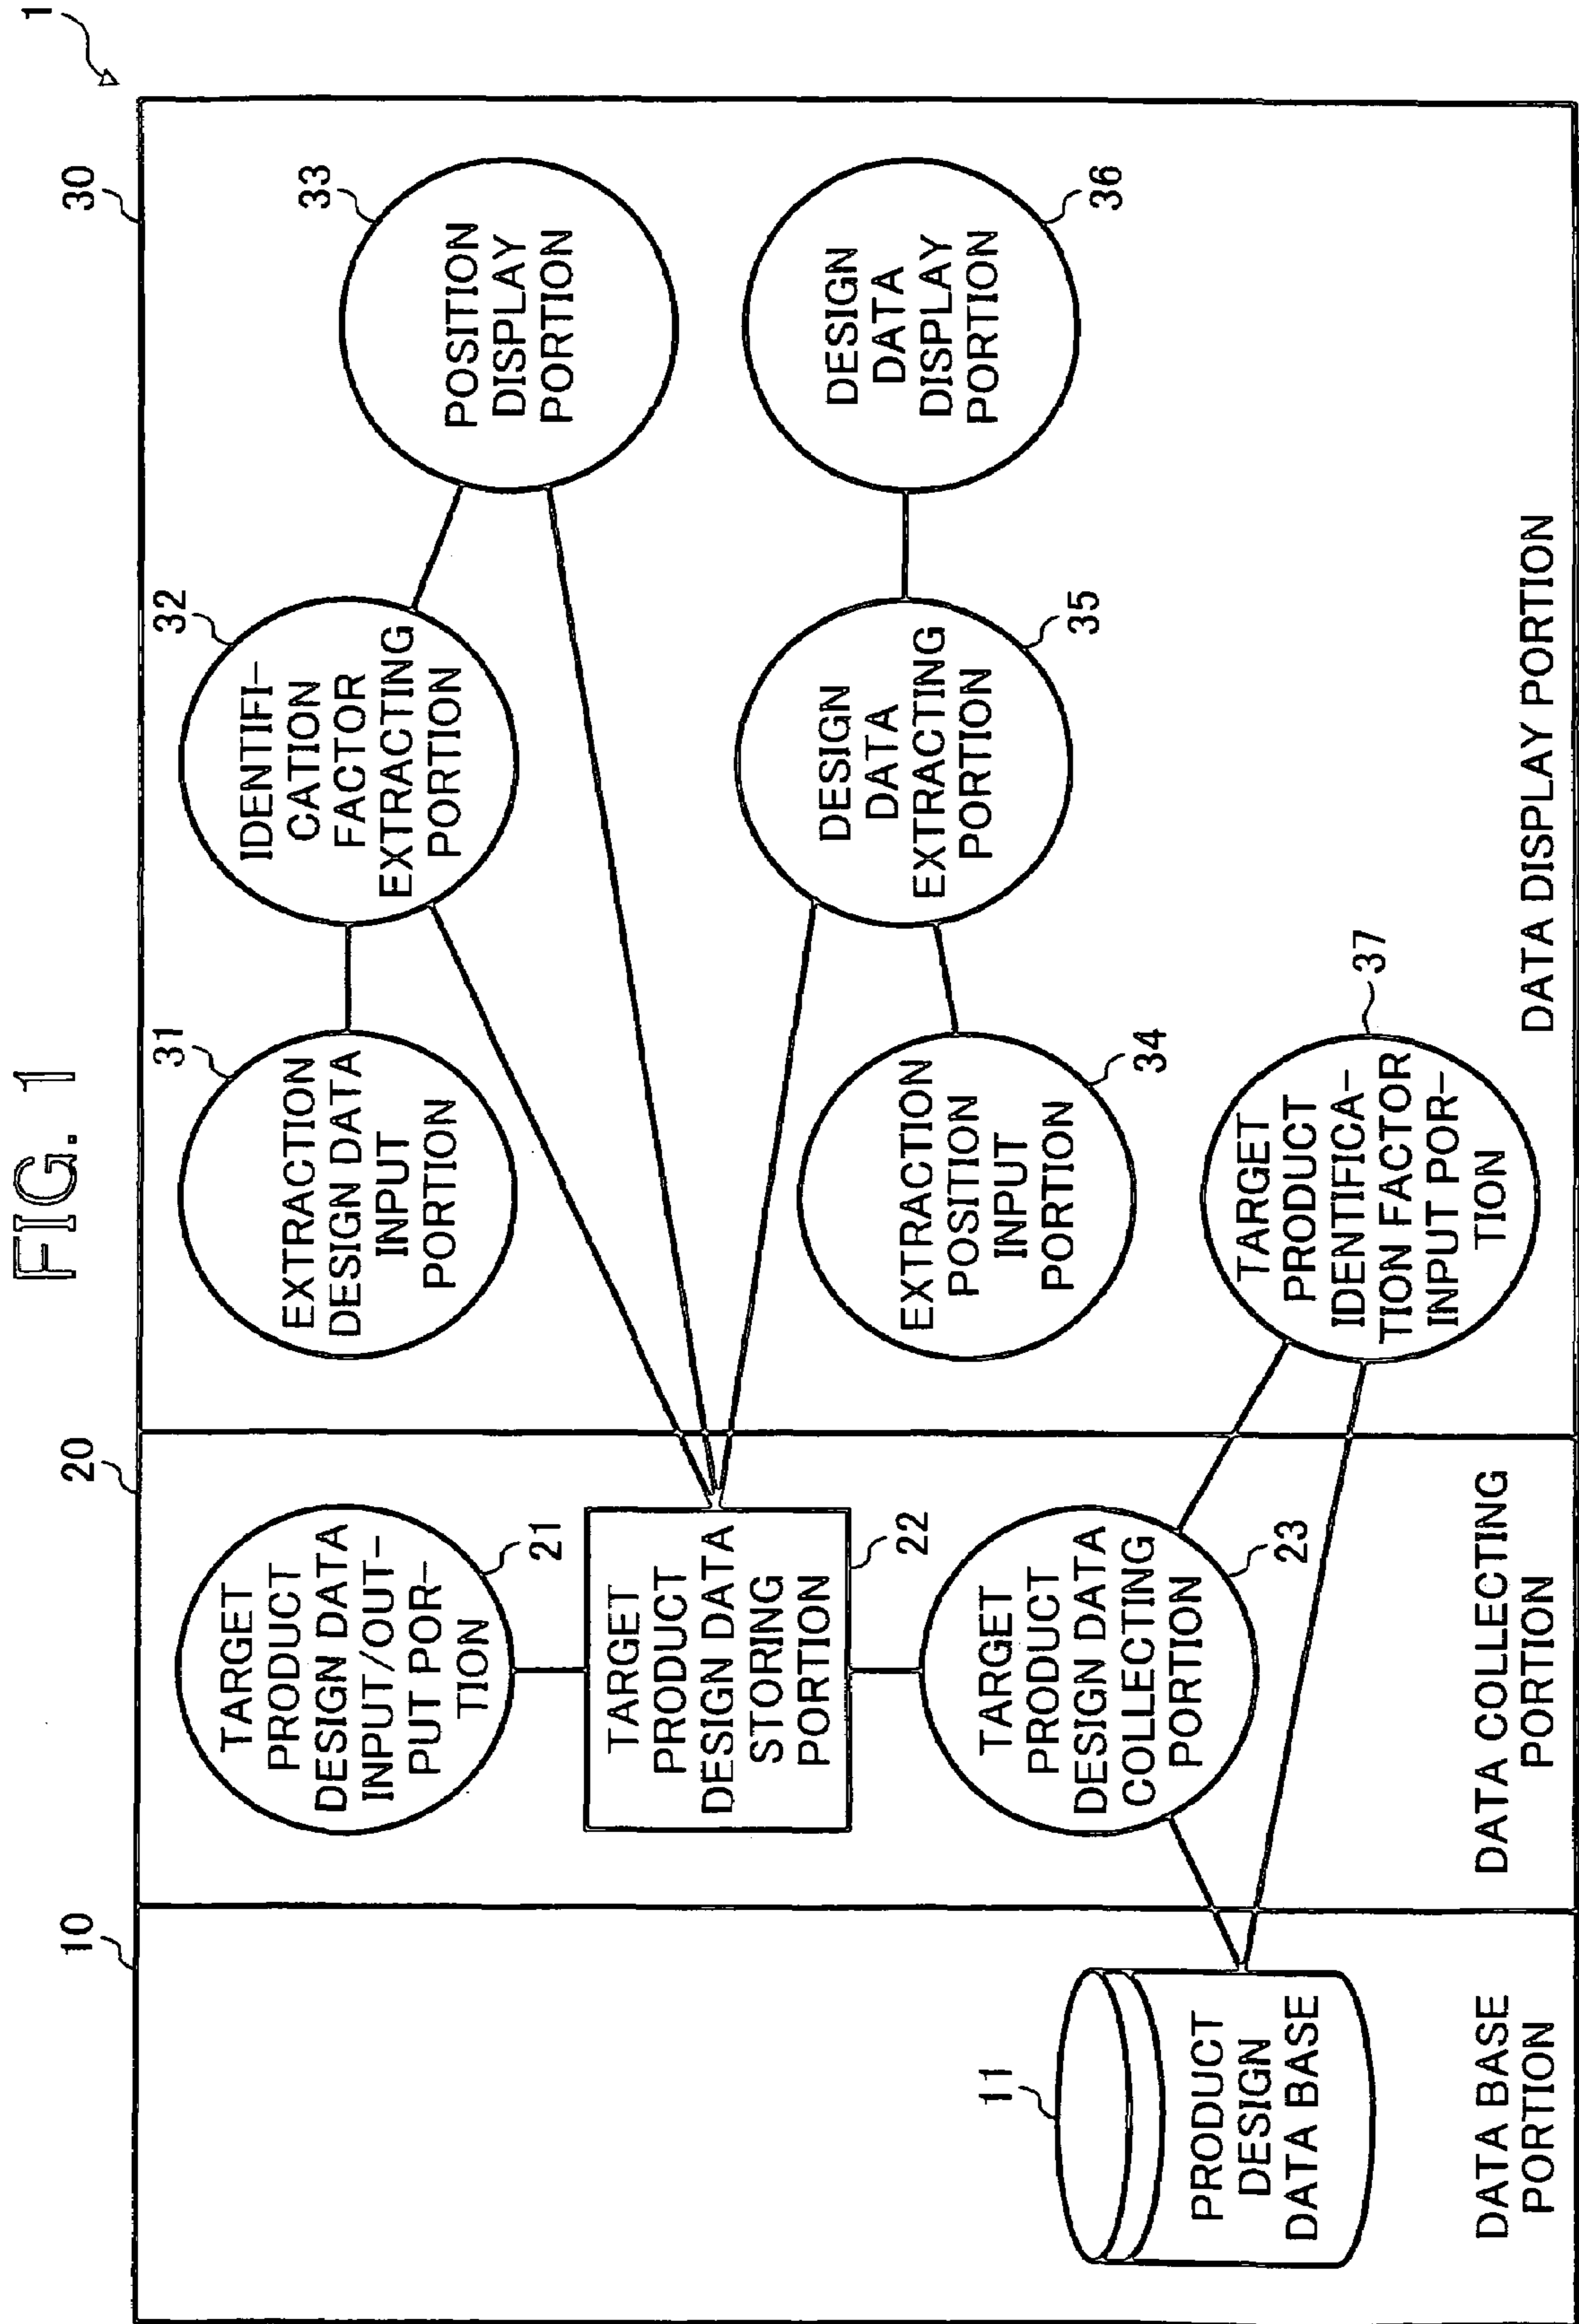 FIG. 1
1
10
20
30
11
PRODUCT
DESIGN
DATA BASE
DATA BASE
PORTION
TARGET
PRODUCT
DESIGN DATA
INPUT/OUT-
PUT POR-
TION
21
TARGET
PRODUCT
DESIGN DATA
STORING
PORTION
22
TARGET
PRODUCT
DESIGN DATA
COLLECTING
PORTION
23
DATA COLLECTING
PORTION
31
EXTRACTION
DESIGN DATA
INPUT
PORTION
32
IDENTIFI-
CATION
FACTOR
EXTRACTING
PORTION
33
POSITION
DISPLAY
PORTION
EXTRACTION
POSITION
INPUT
PORTION
34
DESIGN
DATA
EXTRACTING
PORTION
35
DESIGN
DATA
DISPLAY
PORTION
36
TARGET
PRODUCT
IDENTIFICA-
TION FACTOR
INPUT POR-
TION
37
DATA DISPLAY PORTION